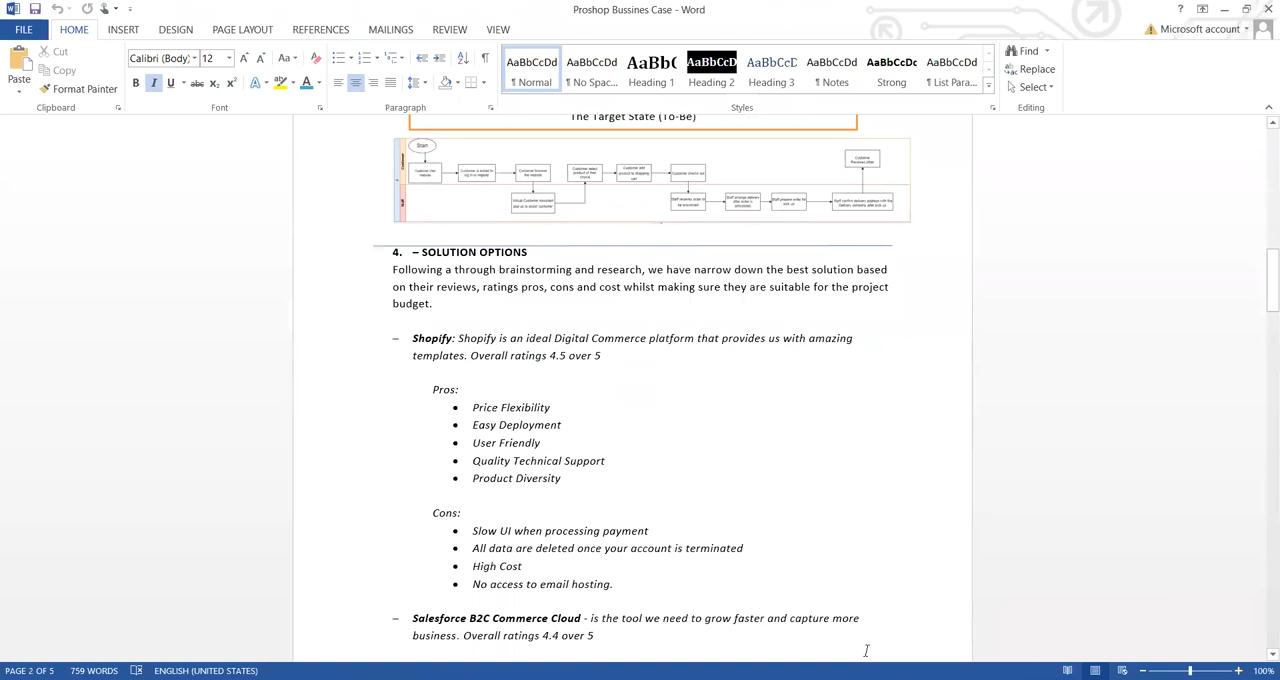 Proshop Bussines Case - Word
Microsoft account
FILE HOME INSERT DESIGN PAGE LAYOUT REFERENCES MAILINGS REVIEW VIEW
Paste
Cut
Copy
Format Painter
Clipboard
Calibri (Body) 12
Font
Paragraph
AaBbCcDd AaBbCcDd AaBbC AaBbCcD AaBbCcD AaBbCcDd AaBbCcDc AaBbCcDd
¶ Normal ¶ No Spac... Heading 1 Heading 2 Heading 3 ¶ Notes Strong ¶ List Para...
Styles
Find
Replace
Select
Editing
The Target State (To-Be)
Start
4. – SOLUTION OPTIONS
Following a through brainstorming and research, we have narrow down the best solution based
on their reviews, ratings pros, cons and cost whilst making sure they are suitable for the project
budget.
– Shopify: Shopify is an ideal Digital Commerce platform that provides us with amazing
templates. Overall ratings 4.5 over 5
Pros:
• Price Flexibility
• Easy Deployment
• User Friendly
• Quality Technical Support
• Product Diversity
Cons:
• Slow UI when processing payment
• All data are deleted once your account is terminated
• High Cost
• No access to email hosting.
– Salesforce B2C Commerce Cloud - is the tool we need to grow faster and capture more
business. Overall ratings 4.4 over 5
PAGE 2 OF 5 759 WORDS ENGLISH (UNITED STATES) 100%